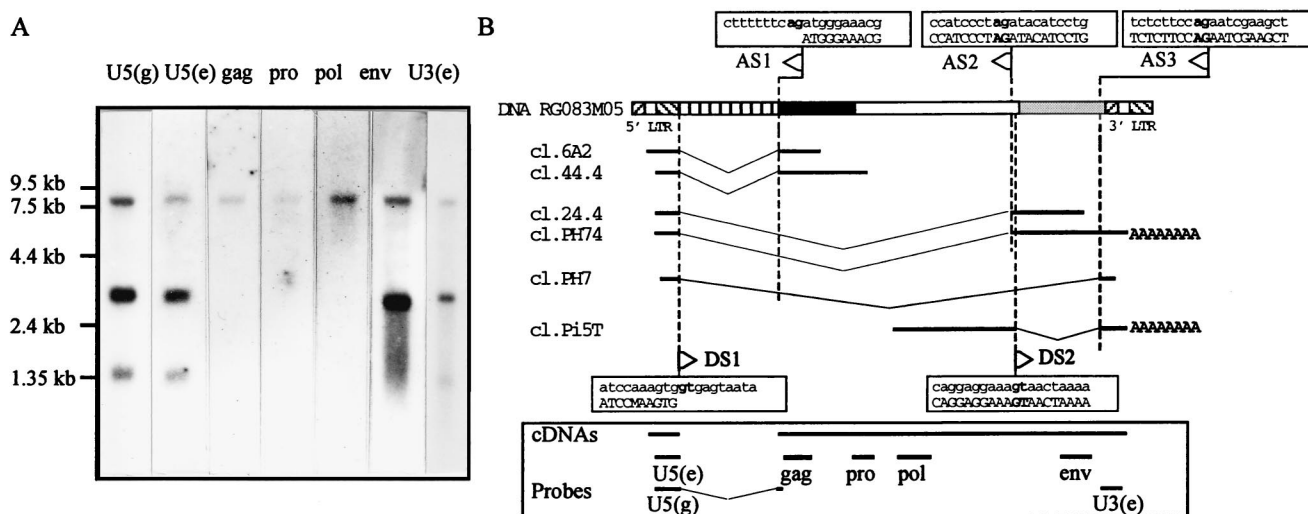 A
U5(g) U5(e) gag pro pol env U3(e)
9.5 kb
7.5 kb
4.4 kb
2.4 kb
1.35 kb
B
cttttttcagatgggaaacg
ATGGGAAACG
ccatccctagatacatcctg
CCATCCCTAGATACATCCTG
tctcttccagaatcgaagct
TCTCTTCCAGAATCGAAGCT
AS1
AS2
AS3
DNA RG083M05
5' LTR
3' LTR
cl.6A2
cl.44.4
cl.24.4
cl.PH74
AAAAAAAA
cl.PH7
cl.Pi5T
AAAAAAAA
DS1
DS2
atccaaagtggtgagtaata
ATCCMAAGTG
caggaggaaagtaactaaaa
CAGGAGGAAAGTAACTAAAA
cDNAs
U5(e) gag pro pol env
Probes
U5(g)
U3(e)